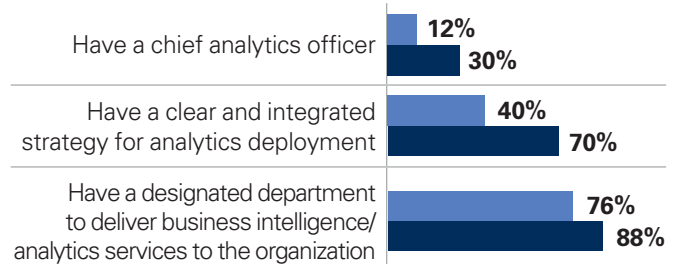 Have a chief analytics officer
12%
30%
Have a clear and integrated
strategy for analytics deployment
40%
70%
Have a designated department
to deliver business intelligence/
analytics services to the organization
76%
88%